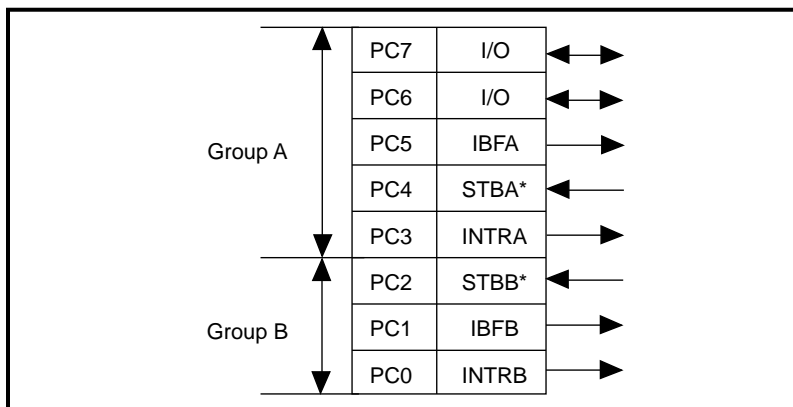 PC7 I/O
PC6 I/O
PC5 IBFA
Group A
PC4 STBA*
PC3 INTRA
PC2 STBB*
Group B
PC1 IBFB
PC0 INTRB